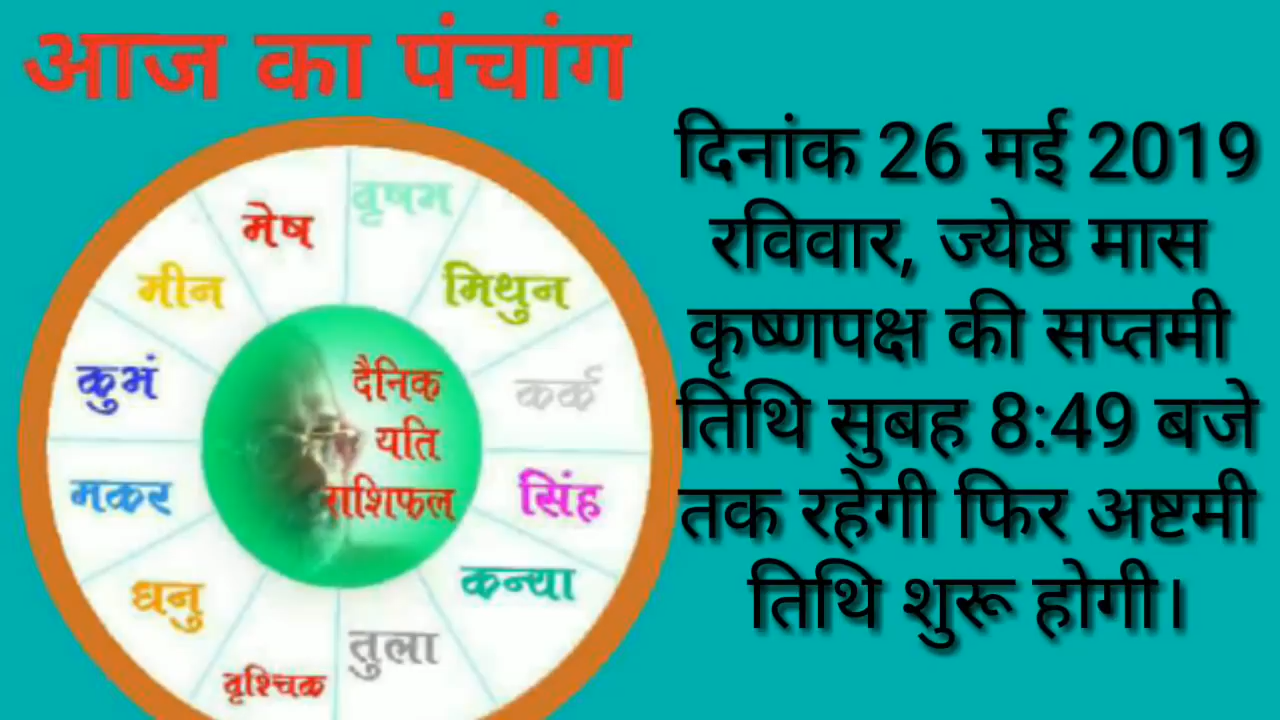 आज का पंचांग
दिनांक 26 मई 2019
रविवार, ज्येष्ठ मास
कृष्णपक्ष की सप्तमी
तिथि सुबह 8:49 बजे
तक रहेगी फिर अष्टमी
तिथि शुरू होगी।
मेष
वृषभ
मिथुन
कर्क
सिंह
कन्या
तुला
वृश्चिक
धनु
मकर
कुभं
मीन
दैनिक
यति
राशिफल